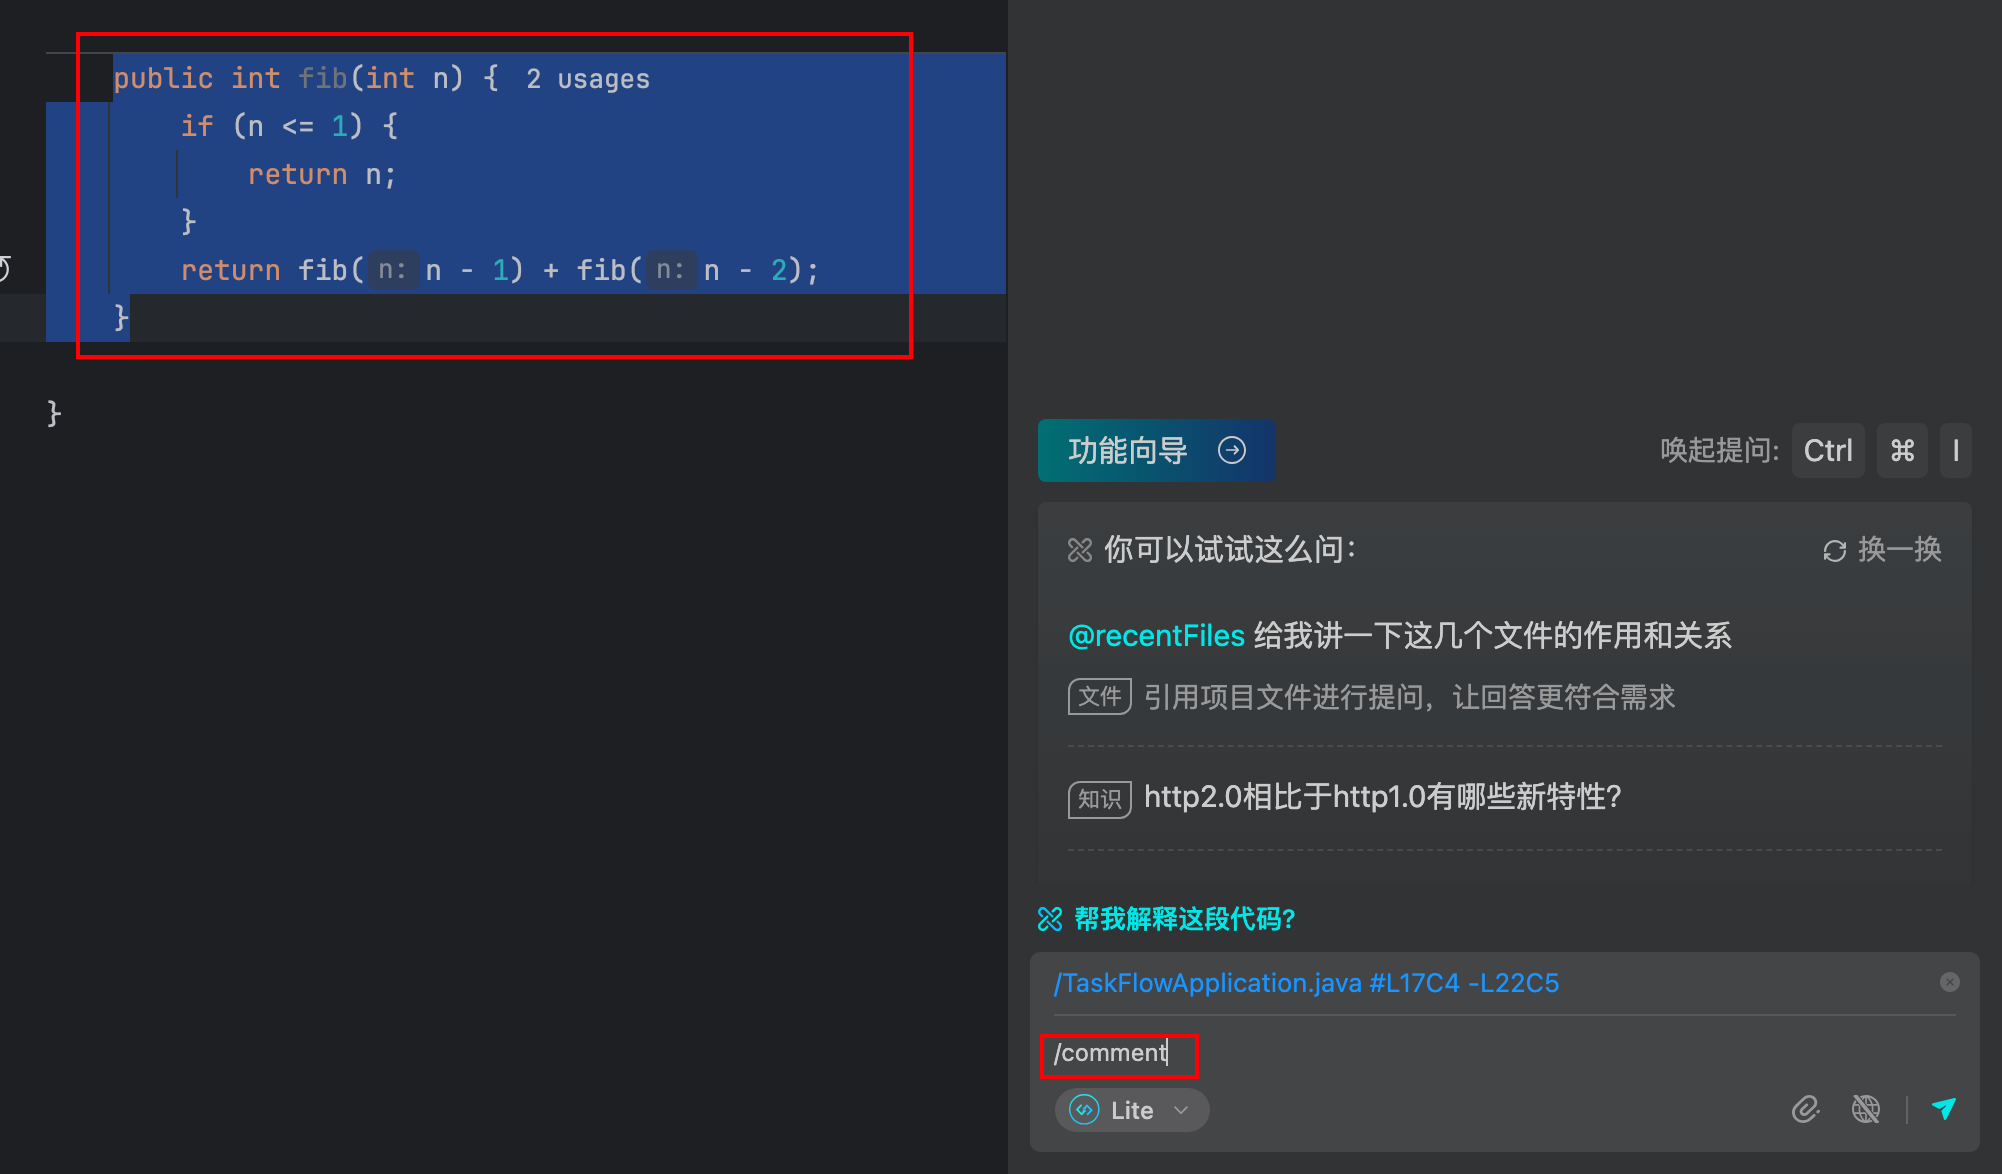 public int fib(int n) { 2 usages
if (n <= 1) {
return n;
}
return fib( n: n - 1) + fib( n: n - 2);
}
}
功能向导
唤起提问: Ctrl ⌘ I
你可以试试这么问：
换一换
@recentFiles 给我讲一下这几个文件的作用和关系
文件 引用项目文件进行提问，让回答更符合需求
知识 http2.0相比于http1.0有哪些新特性?
帮我解释这段代码?
/TaskFlowApplication.java #L17C4 -L22C5
/comment
Lite